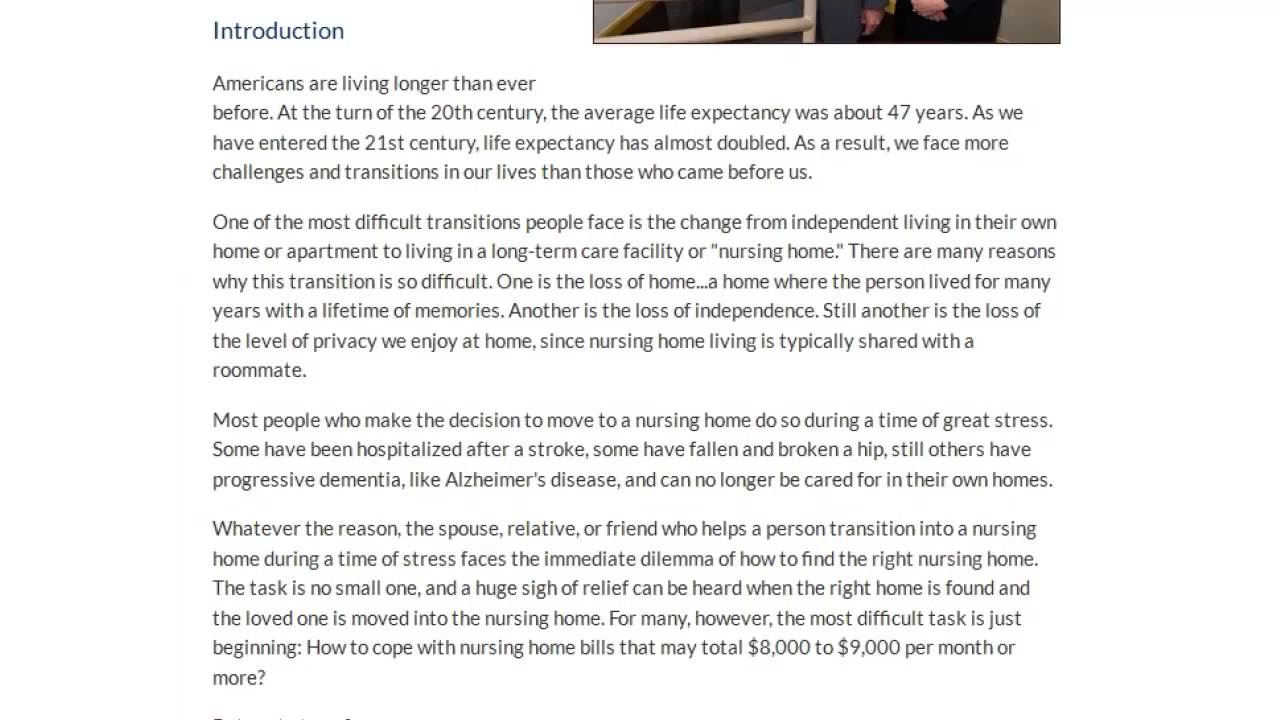 Introduction
Americans are living longer than ever
before. At the turn of the 20th century, the average life expectancy was about 47 years. As we
have entered the 21st century, life expectancy has almost doubled. As a result, we face more
challenges and transitions in our lives than those who came before us.
One of the most difficult transitions people face is the change from independent living in their own
home or apartment to living in a long-term care facility or "nursing home." There are many reasons
why this transition is so difficult. One is the loss of home...a home where the person lived for many
years with a lifetime of memories. Another is the loss of independence. Still another is the loss of
the level of privacy we enjoy at home, since nursing home living is typically shared with a
roommate.
Most people who make the decision to move to a nursing home do so during a time of great stress.
Some have been hospitalized after a stroke, some have fallen and broken a hip, still others have
progressive dementia, like Alzheimer's disease, and can no longer be cared for in their own homes.
Whatever the reason, the spouse, relative, or friend who helps a person transition into a nursing
home during a time of stress faces the immediate dilemma of how to find the right nursing home.
The task is no small one, and a huge sigh of relief can be heard when the right home is found and
the loved one is moved into the nursing home. For many, however, the most difficult task is just
beginning: How to cope with nursing home bills that may total $8,000 to $9,000 per month or
more?